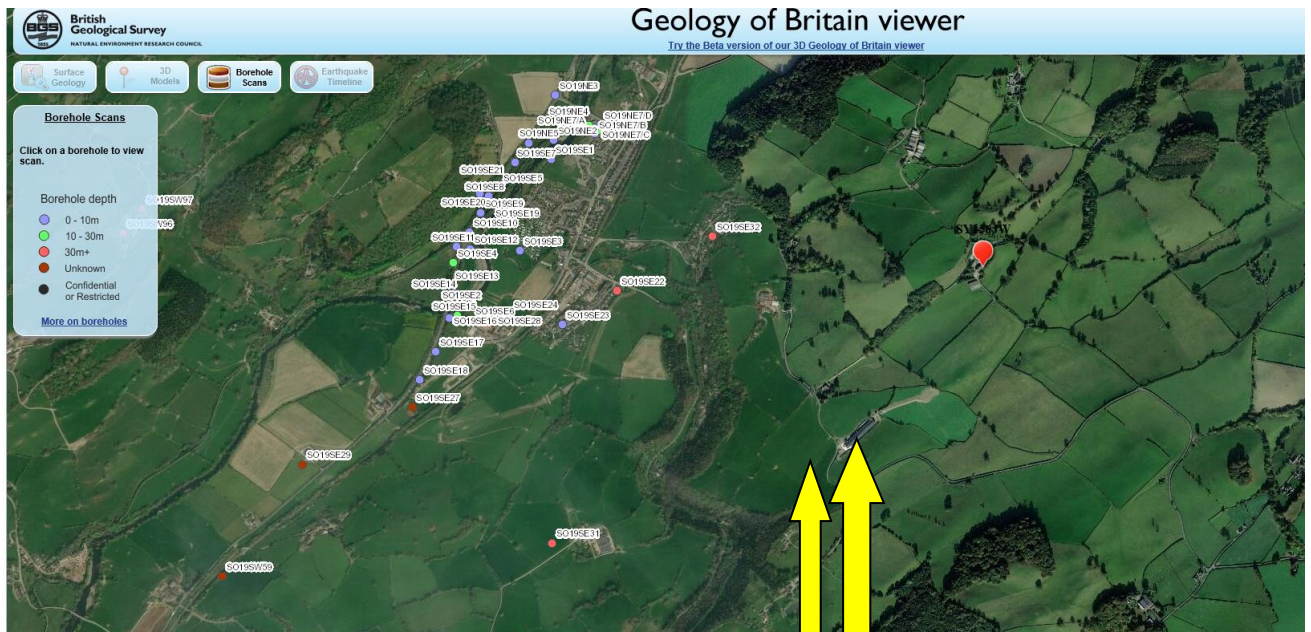 British
Geological Survey
NATURAL ENVIRONMENT RESEARCH COUNCIL
BGS
1835
Geology of Britain viewer
Try the Beta version of our 3D Geology of Britain viewer
Surface
Geology
3D
Models
Borehole
Scans
Earthquake
Timeline
Borehole Scans
Click on a borehole to view
scan.
Borehole depth
0 - 10m
10 - 30m
30m+
Unknown
Confidential
or Restricted
More on boreholes
SO19SW97
SO19SW96
SO19NE3
SO19NE4
SO19NE7/D
SO19NE7/A
SO19NE7/B
SO19NE5
SO19NE2
SO19NE7/C
SO19SE7
SO19SE1
SO19SE21
SO19SE5
SO19SE8
SO19SE20
SO19SE9
SO19SE19
SO19SE10
SO19SE11
SO19SE12
SO19SE3
SO19SE32
SO19SE4
SO19SE13
SO19SE14
SO19SE22
SO19SE2
SO19SE15
SO19SE6
SO19SE24
SO19SE16
SO19SE28
SO19SE23
SO19SE17
SO19SE18
SO19SE27
SO19SE29
SO19SE31
SO19SW59